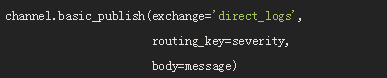 channel.basic_publish(exchange='direct_logs',
                      routing_key=severity,
                      body=message)